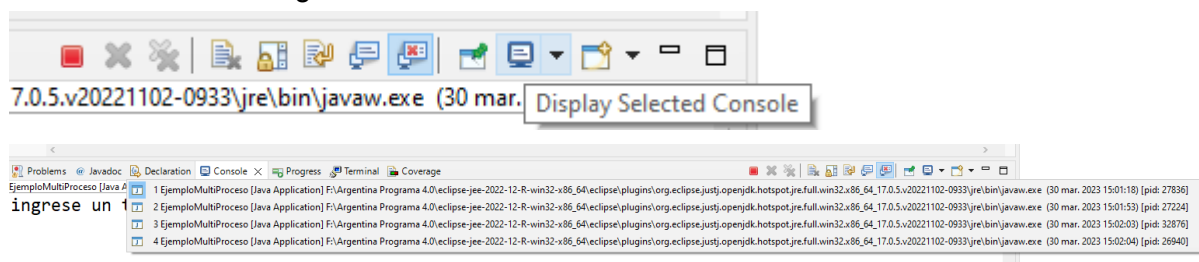 7.0.5.v20221102-0933\jre\bin\javaw.exe (30 mar.
Display Selected Console
Problems @ Javadoc Declaration Console Progress Terminal Coverage
EjemploMultiProceso [Java A
ingrese un
1 EjemploMultiProceso [Java Application] F:\Argentina Programa 4.0\eclipse-jee-2022-12-R-win32-x86_64\eclipse\plugins\org.eclipse.justj.openjdk.hotspot.jre.full.win32.x86_64_17.0.5.v20221102-0933\jre\bin\javaw.exe (30 mar. 2023 15:01:18) [pid: 27836]
2 EjemploMultiProceso [Java Application] F:\Argentina Programa 4.0\eclipse-jee-2022-12-R-win32-x86_64\eclipse\plugins\org.eclipse.justj.openjdk.hotspot.jre.full.win32.x86_64_17.0.5.v20221102-0933\jre\bin\javaw.exe (30 mar. 2023 15:01:53) [pid: 27224]
3 EjemploMultiProceso [Java Application] F:\Argentina Programa 4.0\eclipse-jee-2022-12-R-win32-x86_64\eclipse\plugins\org.eclipse.justj.openjdk.hotspot.jre.full.win32.x86_64_17.0.5.v20221102-0933\jre\bin\javaw.exe (30 mar. 2023 15:02:03) [pid: 32876]
4 EjemploMultiProceso [Java Application] F:\Argentina Programa 4.0\eclipse-jee-2022-12-R-win32-x86_64\eclipse\plugins\org.eclipse.justj.openjdk.hotspot.jre.full.win32.x86_64_17.0.5.v20221102-0933\jre\bin\javaw.exe (30 mar. 2023 15:02:04) [pid: 26940]